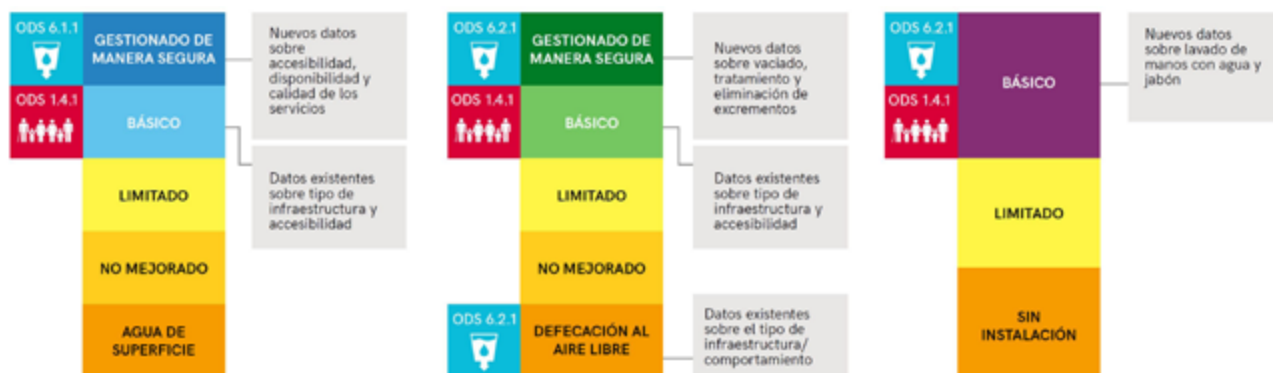 ODS 6.1.1
GESTIONADO DE
MANERA SEGURA
Nuevos datos
sobre
accesibilidad,
disponibilidad y
calidad de los
servicios
ODS 1.4.1
BÁSICO
Datos existentes
sobre tipo de
infraestructura y
accesibilidad
LIMITADO
NO MEJORADO
AGUA DE
SUPERFICIE
ODS 6.2.1
GESTIONADO DE
MANERA SEGURA
Nuevos datos
sobre vaciado,
tratamiento y
eliminación de
excrementos
ODS 1.4.1
BÁSICO
Datos existentes
sobre tipo de
infraestructura y
accesibilidad
LIMITADO
NO MEJORADO
ODS 6.2.1
DEFECACIÓN AL
AIRE LIBRE
Datos existentes
sobre el tipo de
infraestructura/
comportamiento
ODS 6.2.1
ODS 1.4.1
BÁSICO
Nuevos datos
sobre lavado de
manos con agua y
jabón
LIMITADO
SIN
INSTALACIÓN